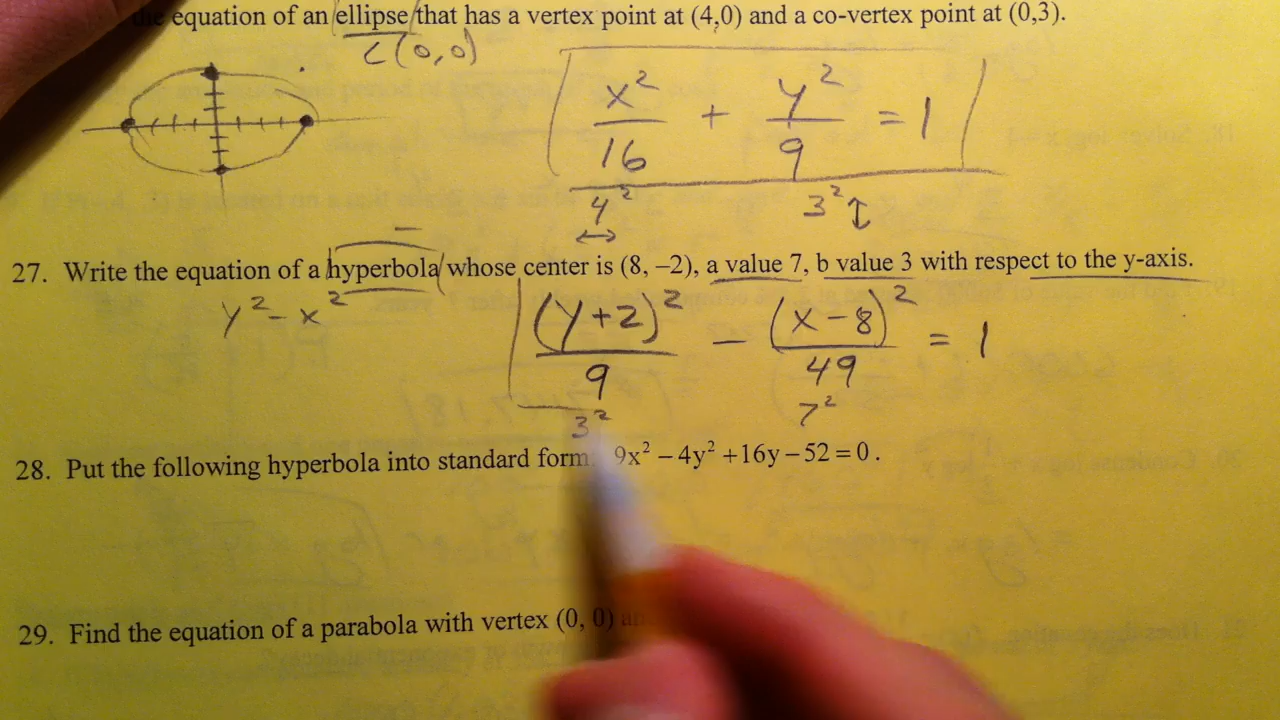 the equation of an ellipse that has a vertex point at (4,0) and a co-vertex point at (0,3).
C(0,0)
x²/16 + y²/9 = 1
4² 3²
↔ ↕
27. Write the equation of a hyperbola whose center is (8, –2), a value 7, b value 3 with respect to the y-axis.
y² - x²
(y+2)²/9 - (x-8)²/49 = 1
3² 7²
28. Put the following hyperbola into standard form 9x² – 4y² +16y – 52 = 0.
29. Find the equation of a parabola with vertex (0, 0)